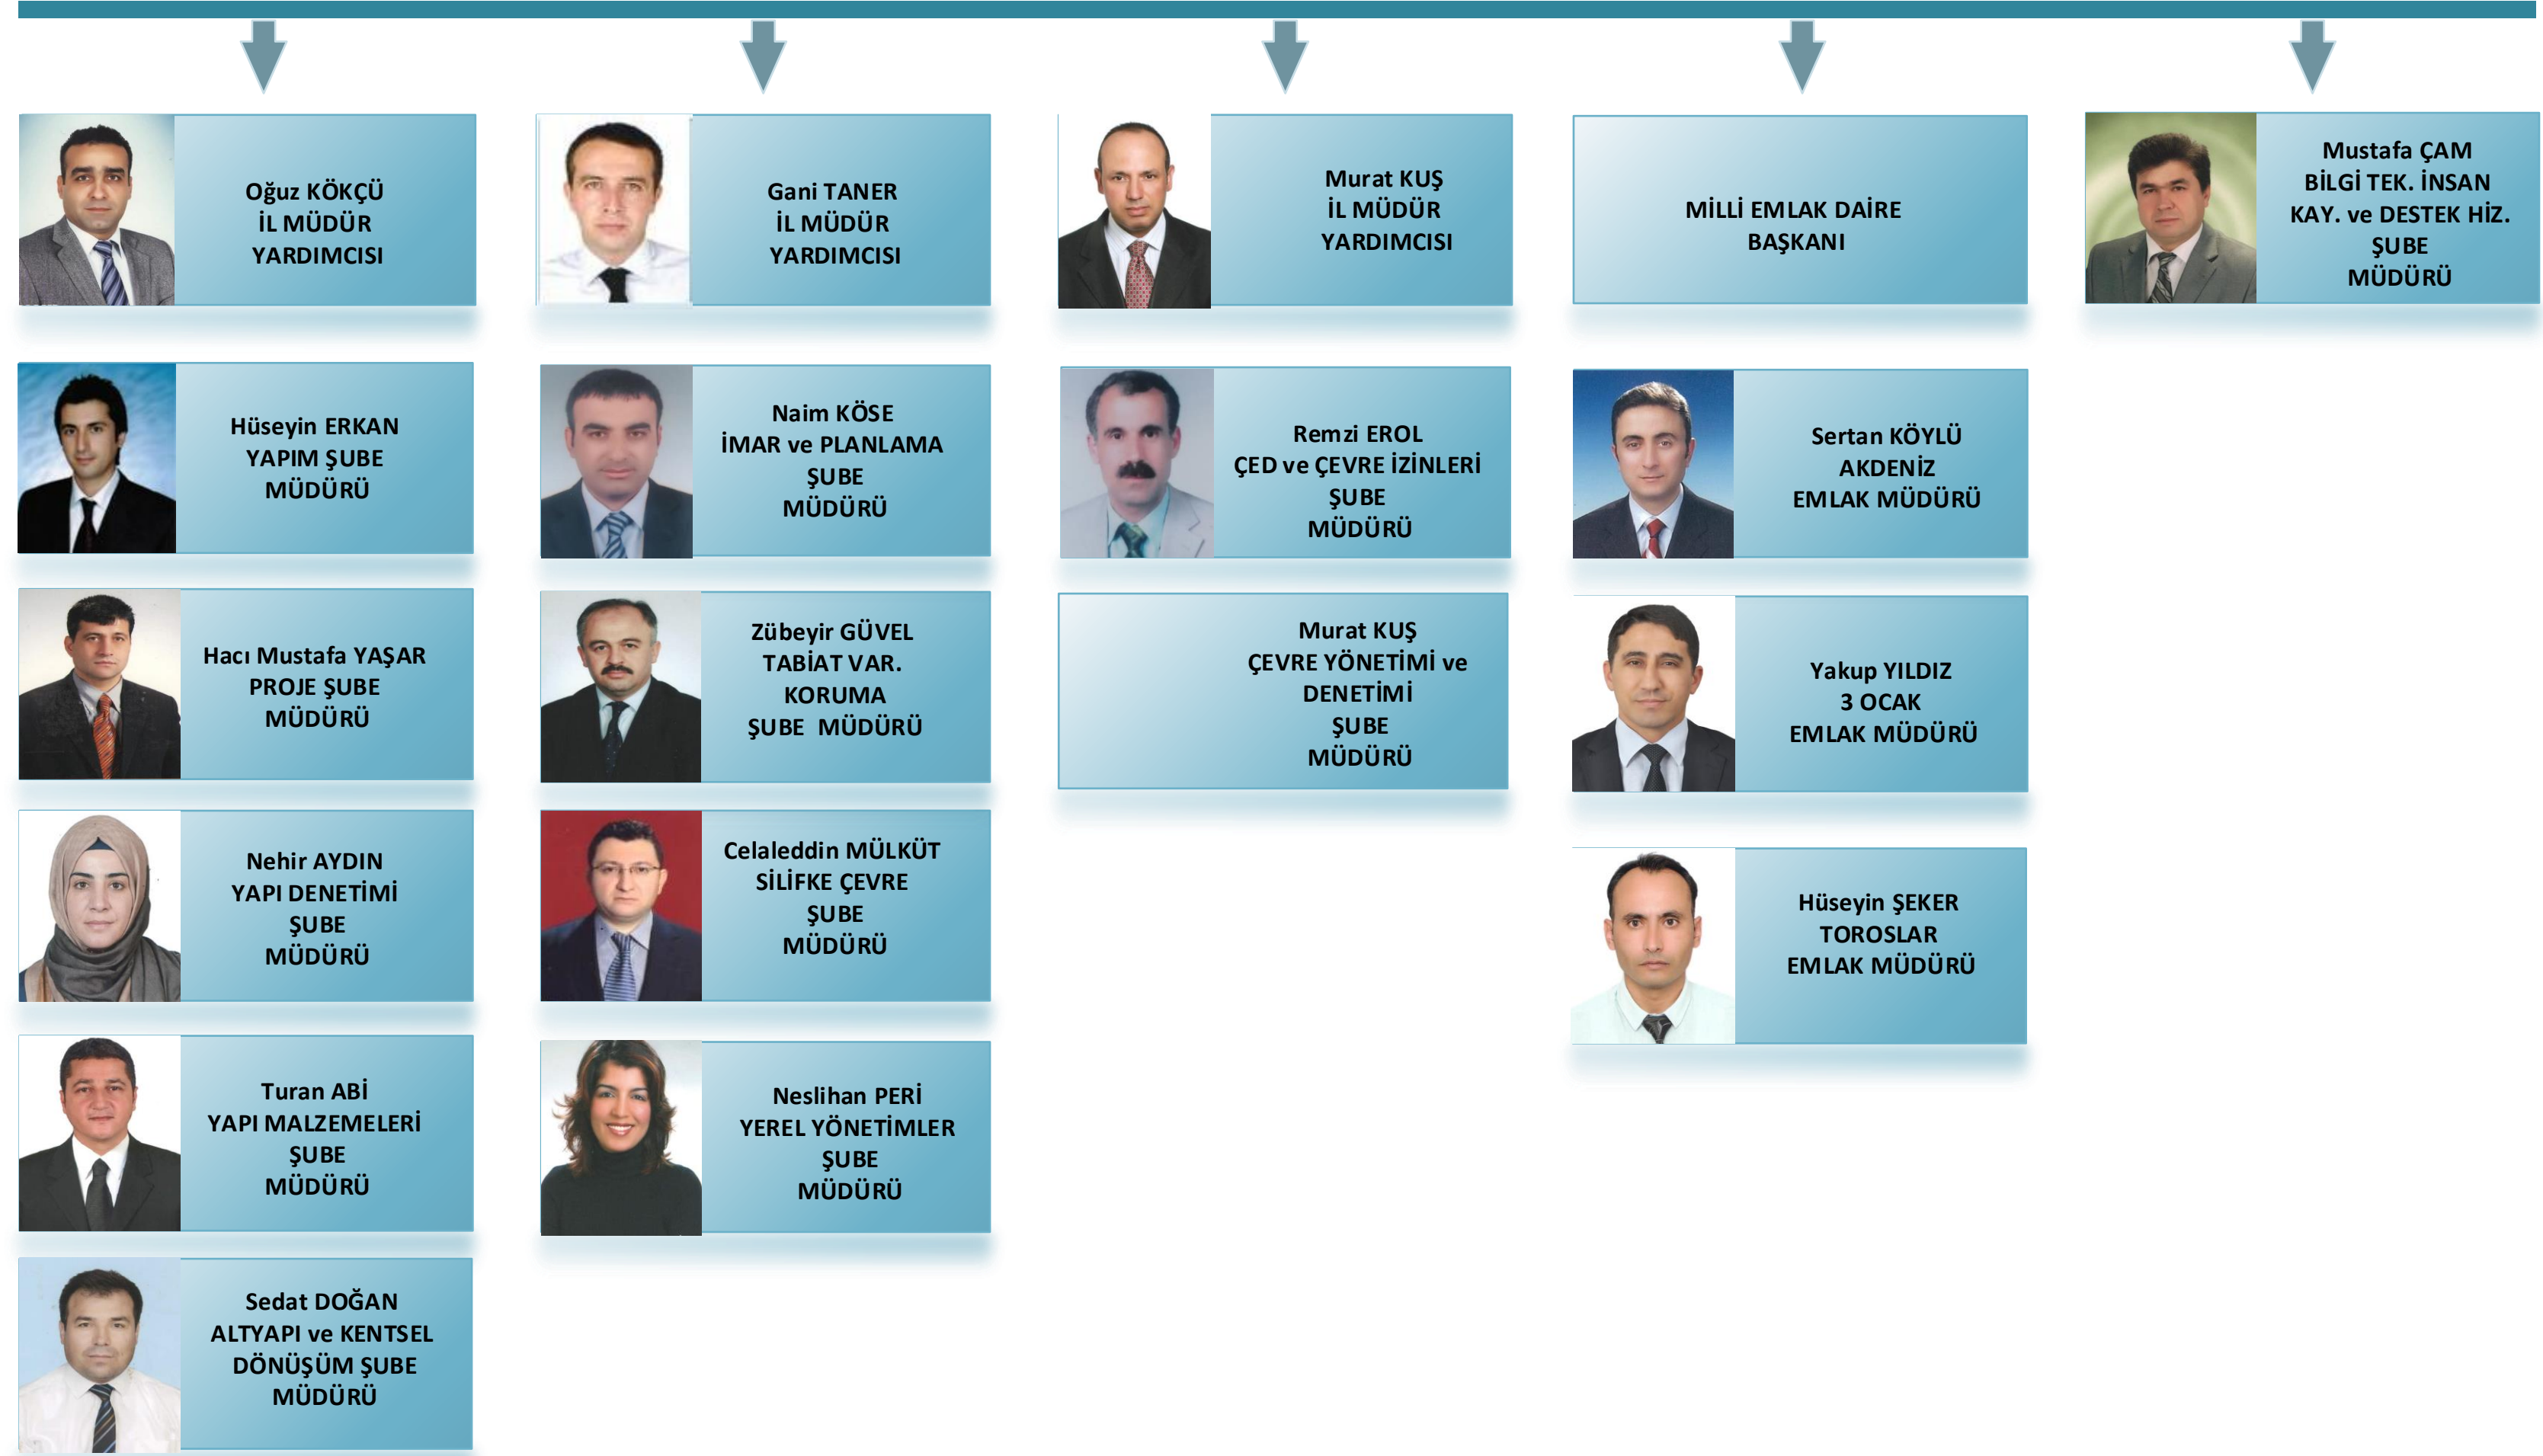 Oğuz KÖKÇÜ
İL MÜDÜR
YARDIMCISI
Hüseyin ERKAN
YAPIM ŞUBE
MÜDÜRÜ
Hacı Mustafa YAŞAR
PROJE ŞUBE
MÜDÜRÜ
Nehir AYDIN
YAPI DENETİMİ
ŞUBE
MÜDÜRÜ
Turan ABİ
YAPI MALZEMELERİ
ŞUBE
MÜDÜRÜ
Sedat DOĞAN
ALTYAPI ve KENTSEL
DÖNÜŞÜM ŞUBE
MÜDÜRÜ
Gani TANER
İL MÜDÜR
YARDIMCISI
Naim KÖSE
İMAR ve PLANLAMA
ŞUBE
MÜDÜRÜ
Zübeyir GÜVEL
TABİAT VAR.
KORUMA
ŞUBE  MÜDÜRÜ
Celaleddin MÜLKÜT
SİLİFKE ÇEVRE
ŞUBE
MÜDÜRÜ
Neslihan PERİ
YEREL YÖNETİMLER
ŞUBE
MÜDÜRÜ
Murat KUŞ
İL MÜDÜR
YARDIMCISI
Remzi EROL
ÇED ve ÇEVRE İZİNLERİ
ŞUBE
MÜDÜRÜ
Murat KUŞ
ÇEVRE YÖNETİMİ ve
DENETİMİ
ŞUBE
MÜDÜRÜ
MİLLİ EMLAK DAİRE
BAŞKANI
Sertan KÖYLÜ
AKDENİZ
EMLAK MÜDÜRÜ
Yakup YILDIZ
3 OCAK
EMLAK MÜDÜRÜ
Hüseyin ŞEKER
TOROSLAR
EMLAK MÜDÜRÜ
Mustafa ÇAM
BİLGİ TEK. İNSAN
KAY. ve DESTEK HİZ.
ŞUBE
MÜDÜRÜ